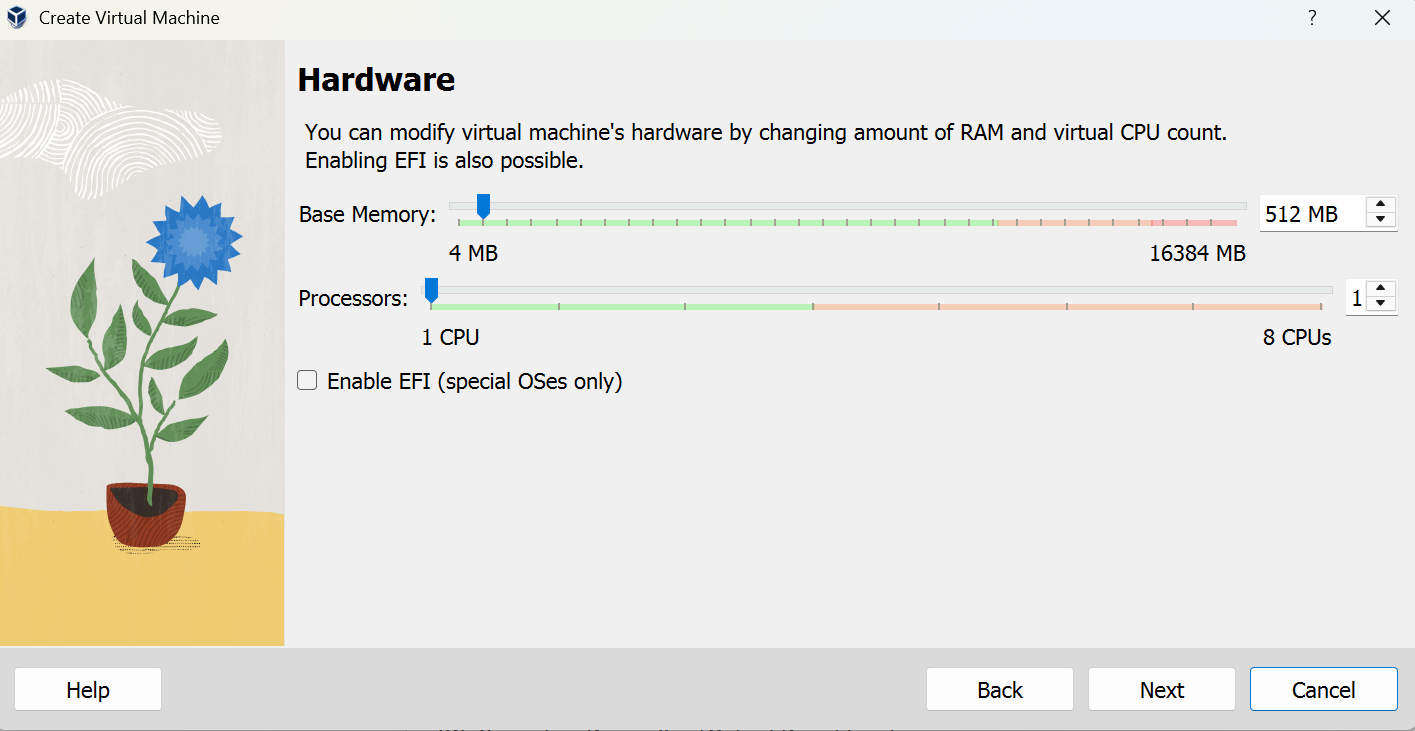 Create Virtual Machine
?
Hardware
You can modify virtual machine's hardware by changing amount of RAM and virtual CPU count.
Enabling EFI is also possible.
Base Memory:
512 MB
4 MB
16384 MB
Processors:
1
1 CPU
8 CPUs
Enable EFI (special OSes only)
Help
Back
Next
Cancel